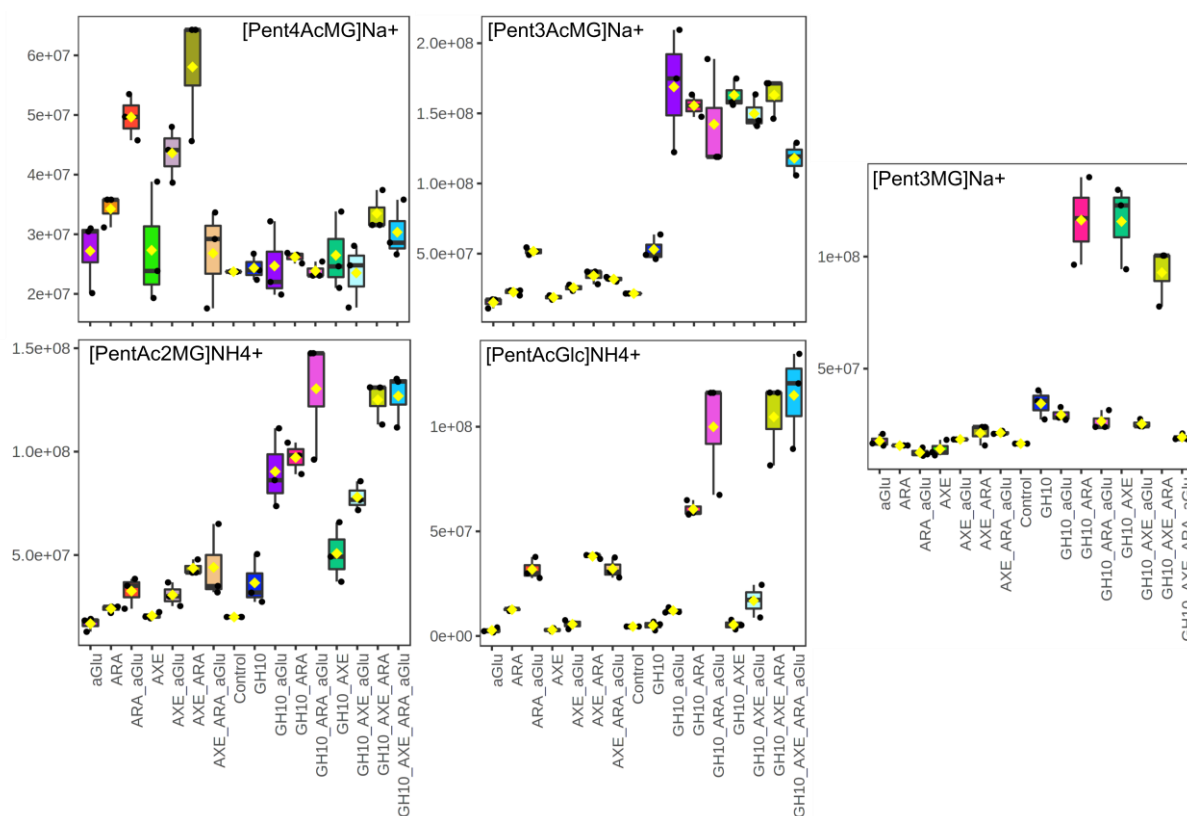 [Pent4AcMG]Na+
6e+07
5e+07
4e+07
3e+07
2e+07
[Pent3AcMG]Na+
2.0e+08
1.5e+08
1.0e+08
5.0e+07
[PentAc2MG]NH4+
1.5e+08
1.0e+08
5.0e+07
aGlu
ARA
ARA_aGlu
AXE
AXE_aGlu
AXE_ARA
AXE_ARA_aGlu
Control
GH10
GH10_aGlu
GH10_ARA
GH10_ARA_aGlu
GH10_AXE
GH10_AXE_aGlu
GH10_AXE_ARA
GH10_AXE_ARA_aGlu
[PentAcGlc]NH4+
1e+08
5e+07
0e+00
aGlu
ARA
ARA_aGlu
AXE
AXE_aGlu
AXE_ARA
AXE_ARA_aGlu
Control
GH10
GH10_aGlu
GH10_ARA
GH10_ARA_aGlu
GH10_AXE
GH10_AXE_aGlu
GH10_AXE_ARA
GH10_AXE_ARA_aGlu
[Pent3MG]Na+
1e+08
5e+07
aGlu
ARA
ARA_aGlu
AXE
AXE_aGlu
AXE_ARA
AXE_ARA_aGlu
Control
GH10
GH10_aGlu
GH10_ARA
GH10_ARA_aGlu
GH10_AXE
GH10_AXE_aGlu
GH10_AXE_ARA
GH10_AXE_ARA_aGlu